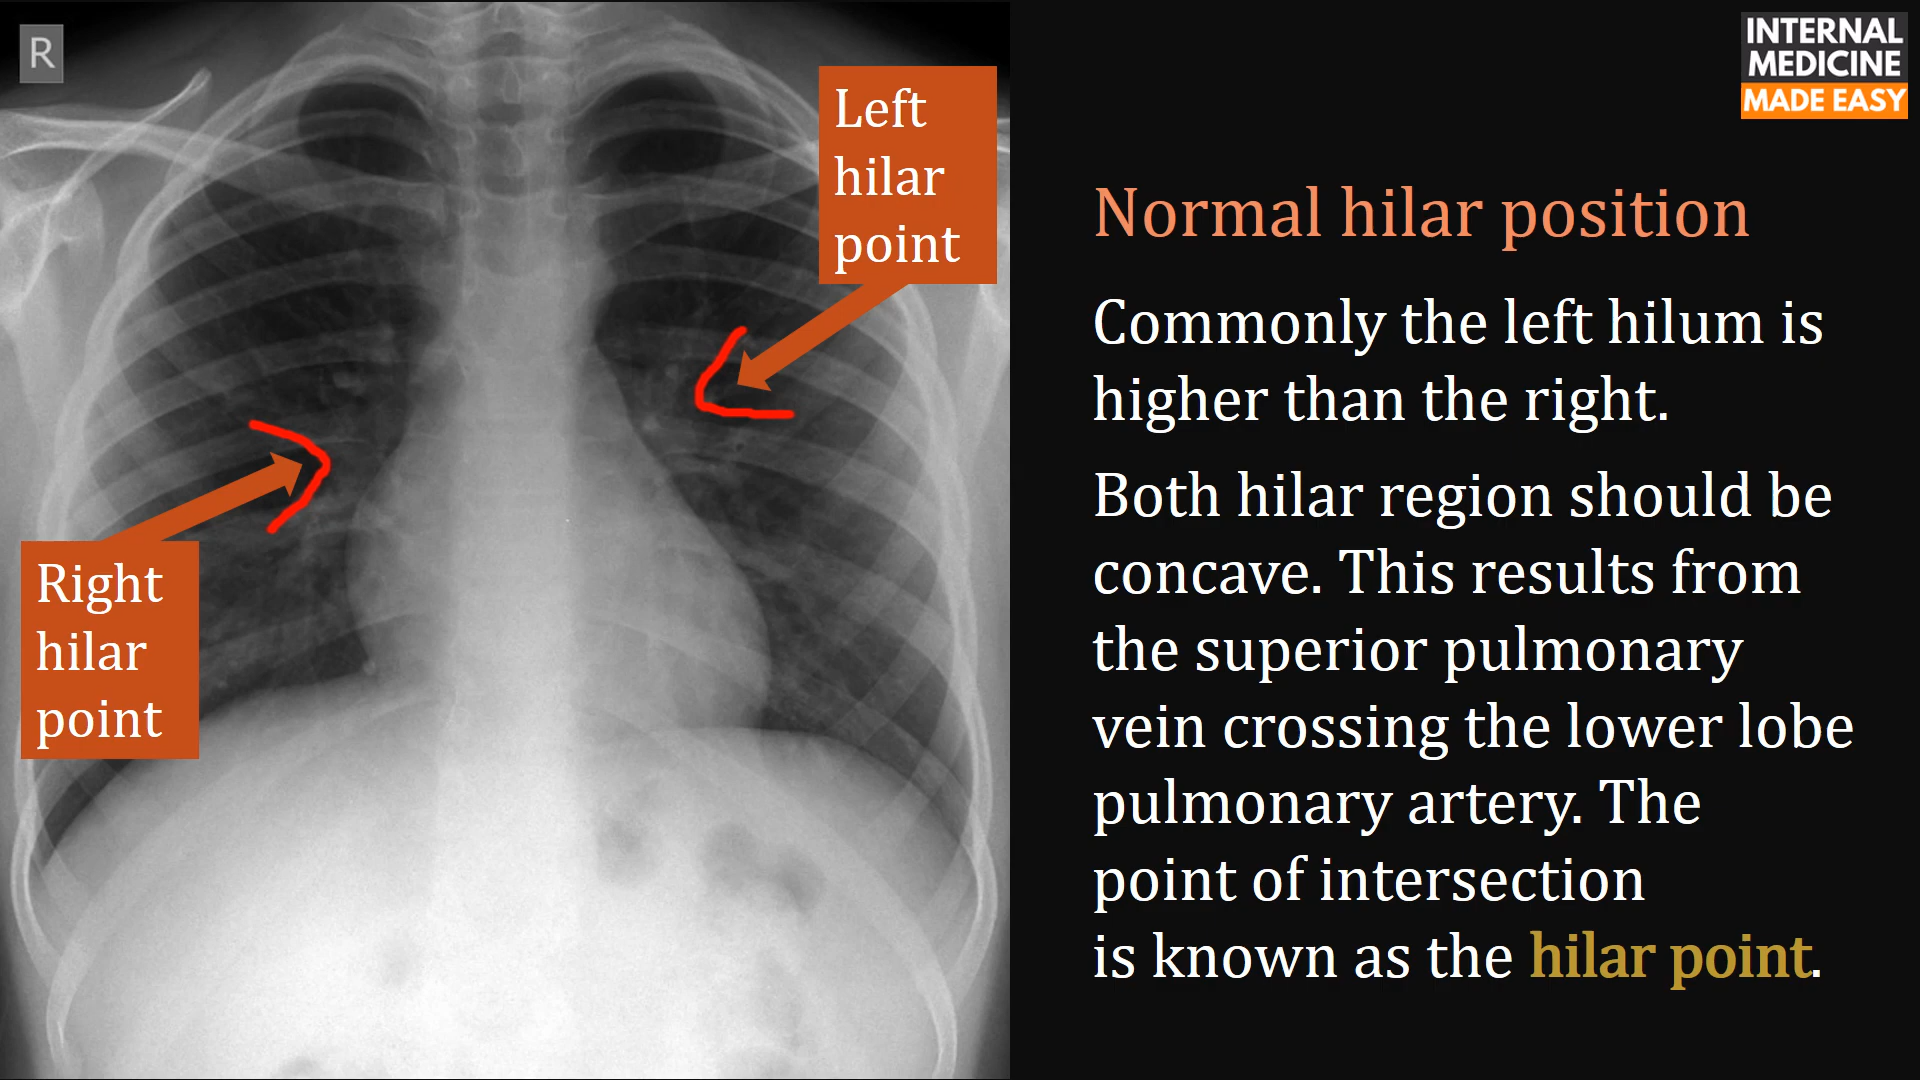 R
Left
hilar
point
Right
hilar
point
INTERNAL
MEDICINE
MADE EASY
Normal hilar position
Commonly the left hilum is
higher than the right.
Both hilar region should be
concave. This results from
the superior pulmonary
vein crossing the lower lobe
pulmonary artery. The
point of intersection
is known as the hilar point.